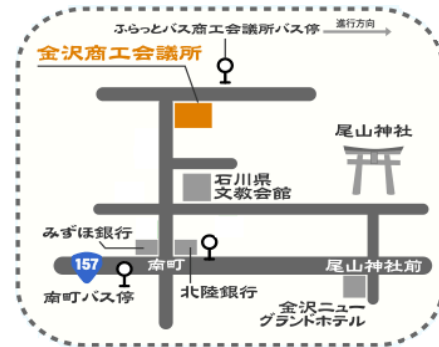 ふらっとバス商工会議所バス停
進行方向
金沢商工会議所
尾山神社
石川県
文教会館
みずほ銀行
157
南町
尾山神社前
南町バス停
北陸銀行
金沢ニュー
グランドホテル